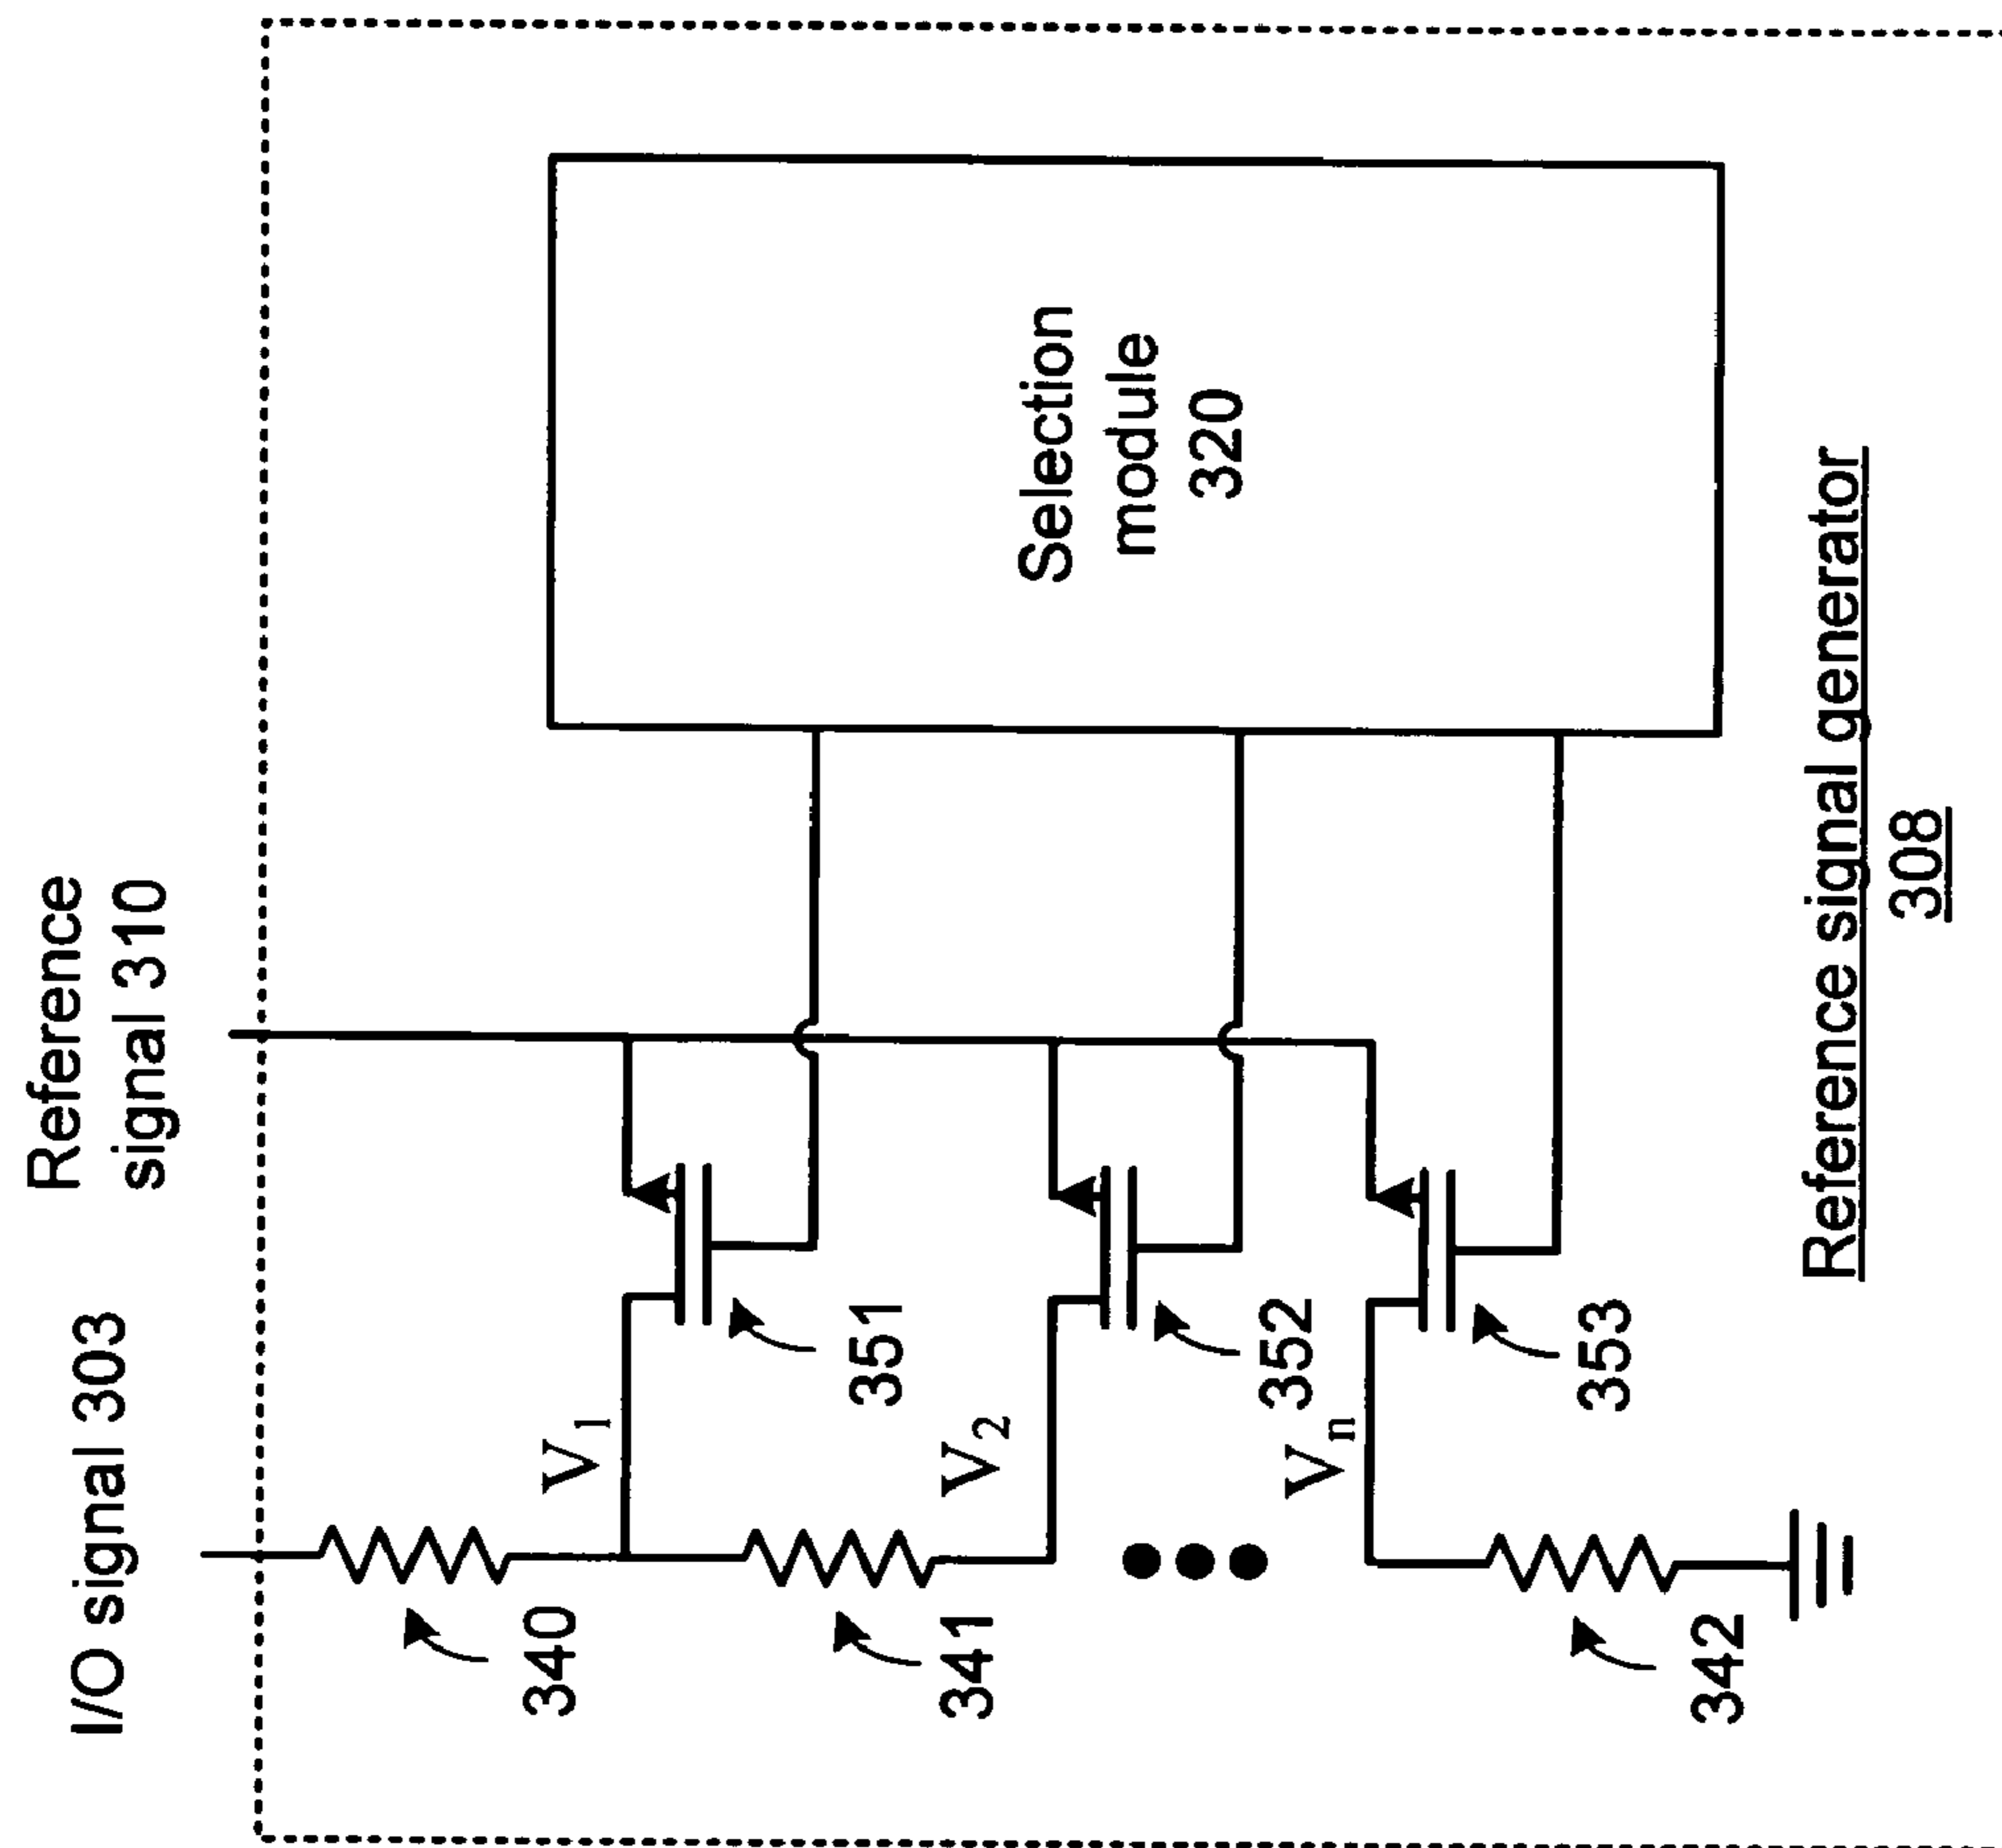 I/O signal 303
Reference
signal 310
340
V1
351
341
V2
352
Vn
353
342
Selection
module
320
Reference signal generator
308